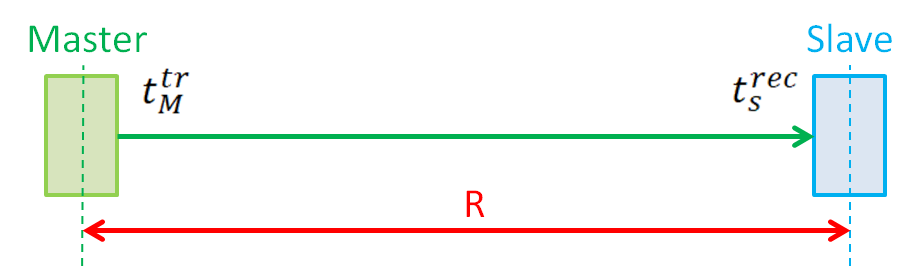 Master
Slave
t_M^{tr}
t_s^{rec}
R